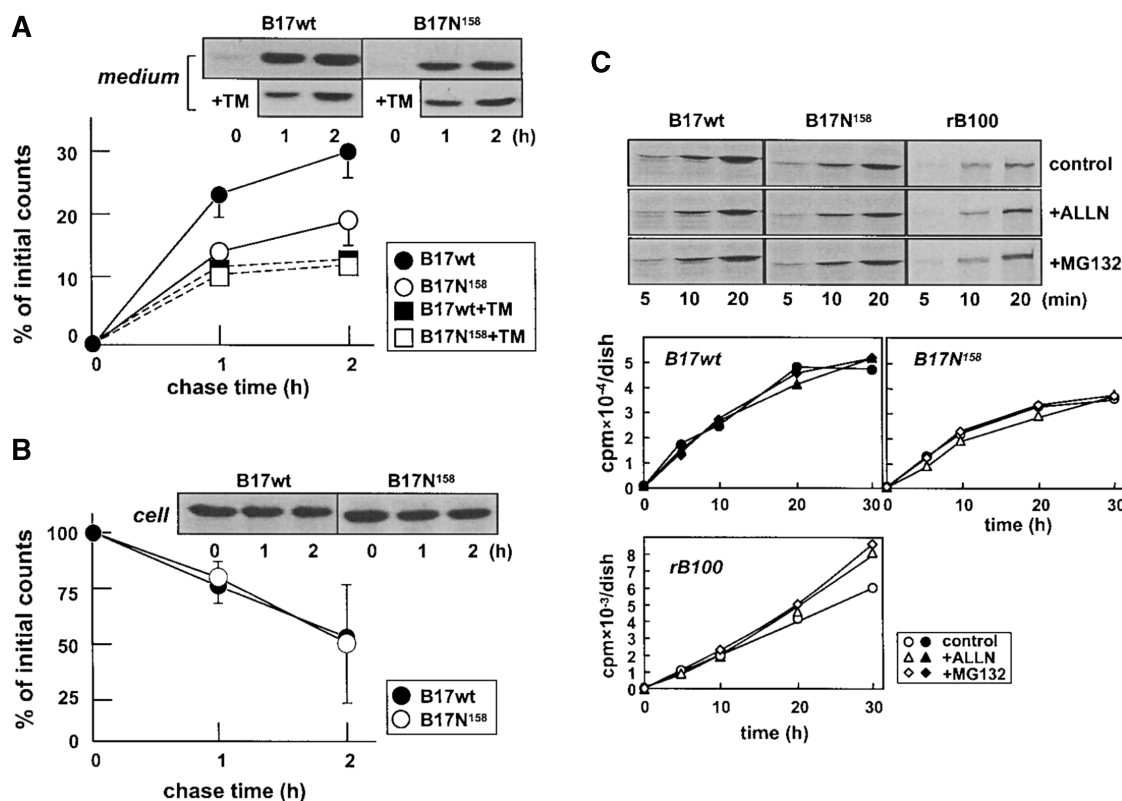 A
B17wt B17N¹⁵⁸
medium
+TM +TM
0 1 2 0 1 2 (h)
% of initial counts
30
20
10
0
0 1 2
chase time (h)
B17wt
B17N¹⁵⁸
B17wt+TM
B17N¹⁵⁸+TM
B
B17wt B17N¹⁵⁸
cell
0 1 2 0 1 2 (h)
% of initial counts
100
75
50
25
0
0 1 2
chase time (h)
B17wt
B17N¹⁵⁸
C
B17wt B17N¹⁵⁸ rB100
control
+ALLN
+MG132
5 10 20 5 10 20 5 10 20 (min)
B17wt
cpm×10⁻⁴/dish
5
4
3
2
1
0
0 10 20 30
B17N¹⁵⁸
0 10 20 30
time (h)
rB100
cpm×10⁻³/dish
8
7
6
5
4
3
2
1
0
0 10 20 30
time (h)
control
+ALLN
+MG132